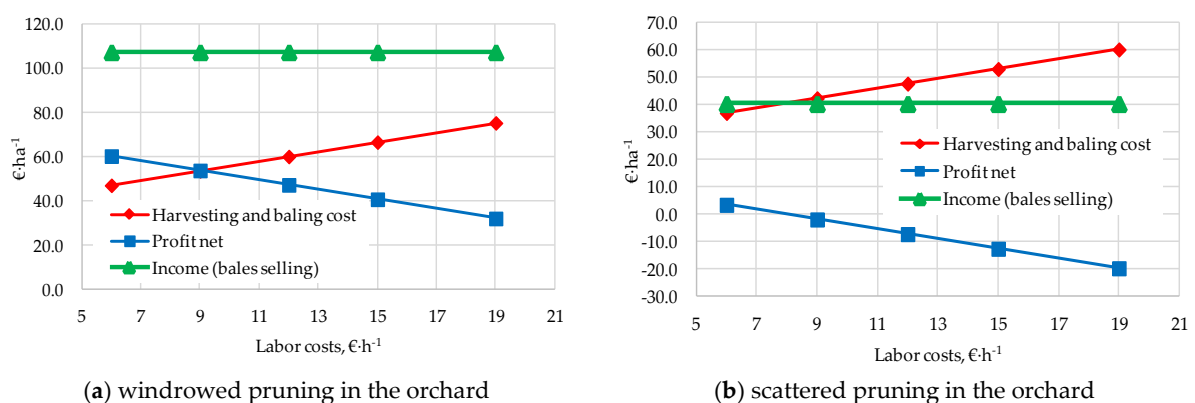 120.0
100.0
80.0
60.0
40.0
20.0
0.0
€·ha-1
Harvesting and baling cost
Profit net
Income (bales selling)
5 7 9 11 13 15 17 19 21
Labor costs, €·h-1
(a) windrowed pruning in the orchard
70.0
60.0
50.0
40.0
30.0
20.0
10.0
0.0
-10.0
-20.0
-30.0
€·ha-1
Harvesting and baling cost
Profit net
Income (bales selling)
5 7 9 11 13 15 17 19 21
Labor costs, €·h-1
(b) scattered pruning in the orchard